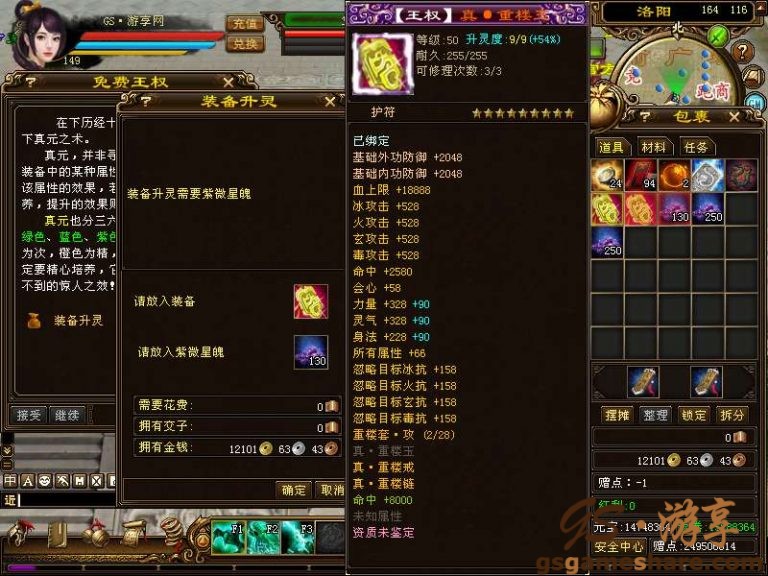 GS·游享网
149
充值
兑换
免费王权
在下历经十
下真元之术。
真元，并非寻
装备中的某种属性
该属性的效果，若
养，提升的效果则
真元也分三六
绿色、蓝色、紫色
为次，橙色为精，
定要精心培养，它
不到的惊人之效！
装备升灵
接受
继续
近
装备升灵
装备升灵需要紫微星魄
请放入装备
请放入紫微星魄
130
需要花费：
0
拥有交子：
0
拥有金钱：
12101 63 43
确定
取消
F1
F2
F3
【王权】真●重楼玉
等级：50 升灵度：9/9(+54%)
耐久：255/255
可修理次数：3/3
护符
★★★★★★★★★
已绑定
基础外功防御 +2048
基础内功防御 +2048
血上限 +18888
冰攻击 +528
火攻击 +528
玄攻击 +528
毒攻击 +528
命中 +2580
会心 +58
力量 +328 +90
灵气 +328 +90
身法 +228 +90
所有属性 +66
忽略目标冰抗 +158
忽略目标火抗 +158
忽略目标玄抗 +158
忽略目标毒抗 +158
重楼套·攻 (2/28)
真·重楼玉
真·重楼戒
真·重楼链
命中 +8000
未知属性
资质未鉴定
洛阳
164 116
北
包裹
道具
材料
任务
24
94
2
130
250
250
摆摊
整理
锁定
拆分
0
12101 63 43
赠点：-1
红利:0
安全中心
赠点：249500814
GS·游享
gsgameshare.com